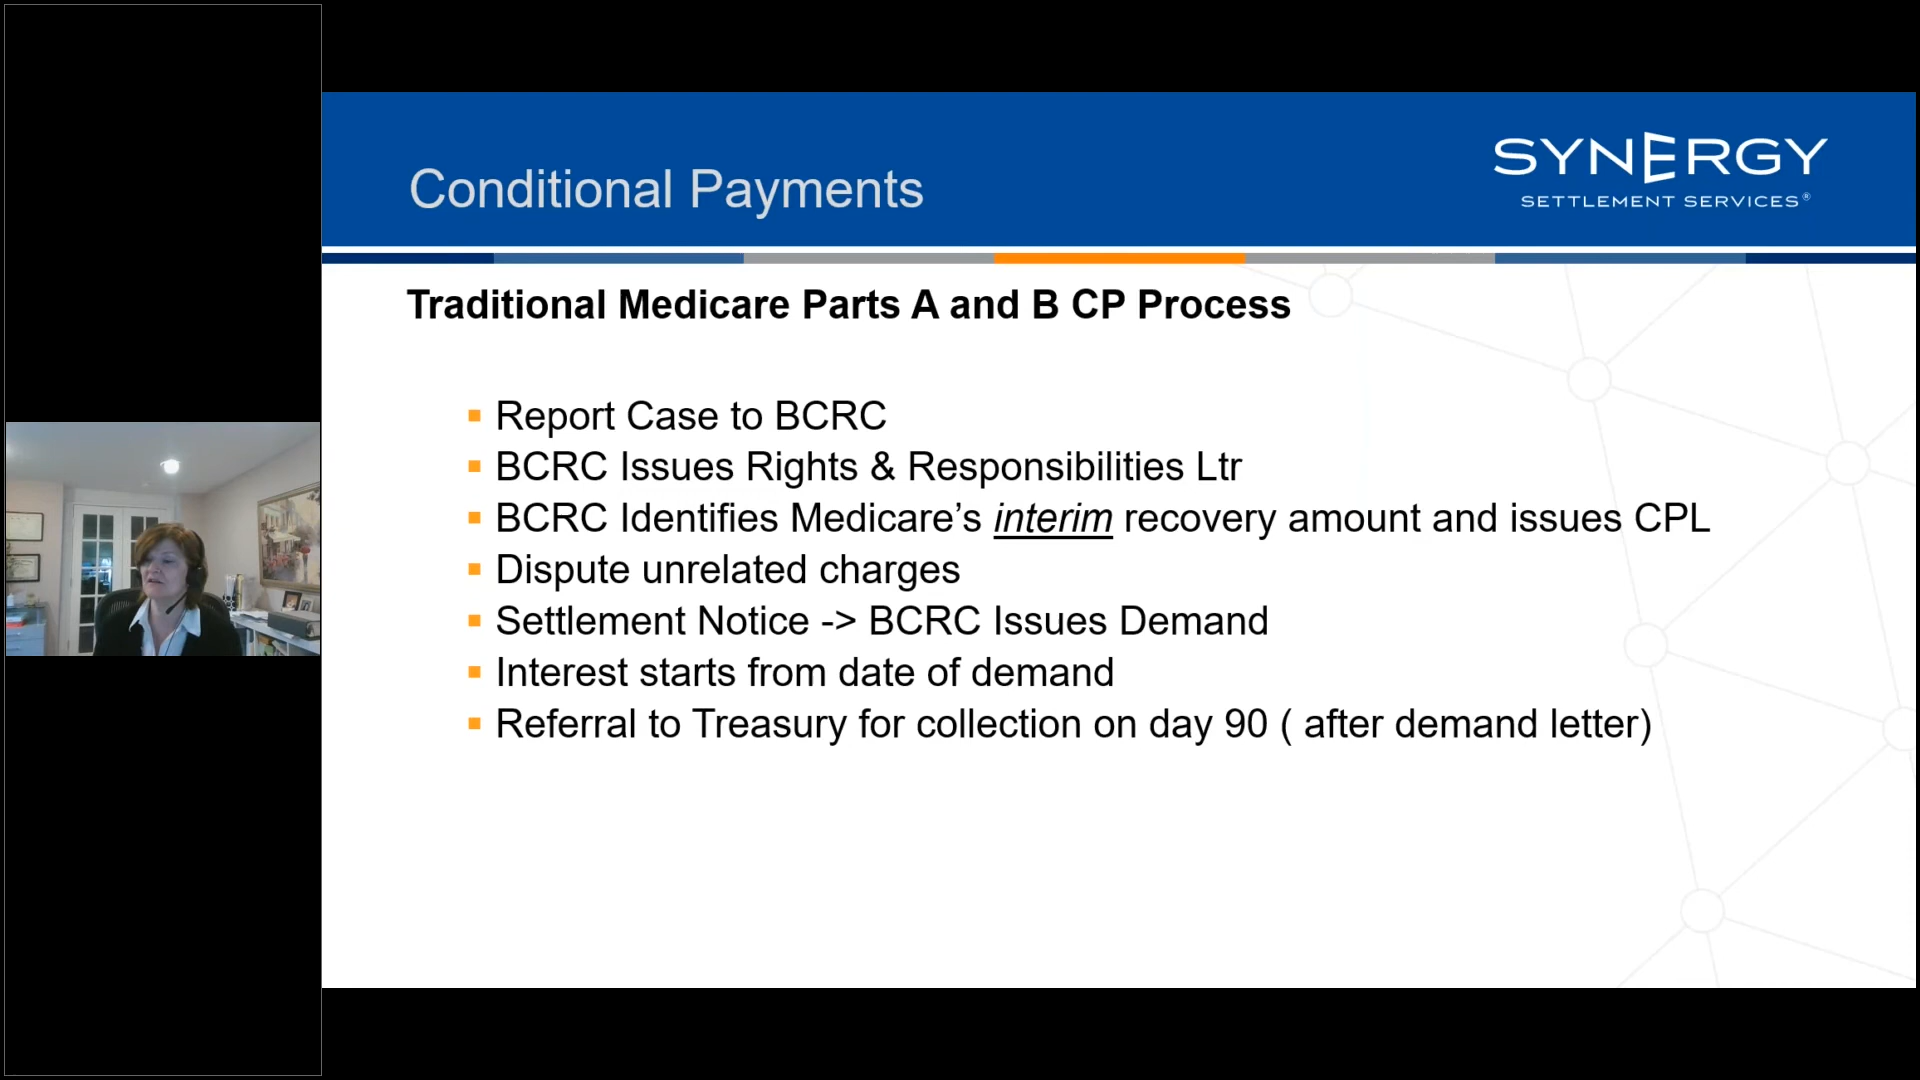 Conditional Payments
SYNERGY
SETTLEMENT SERVICES®
Traditional Medicare Parts A and B CP Process
▪ Report Case to BCRC
▪ BCRC Issues Rights & Responsibilities Ltr
▪ BCRC Identifies Medicare’s interim recovery amount and issues CPL
▪ Dispute unrelated charges
▪ Settlement Notice -> BCRC Issues Demand
▪ Interest starts from date of demand
▪ Referral to Treasury for collection on day 90 ( after demand letter)